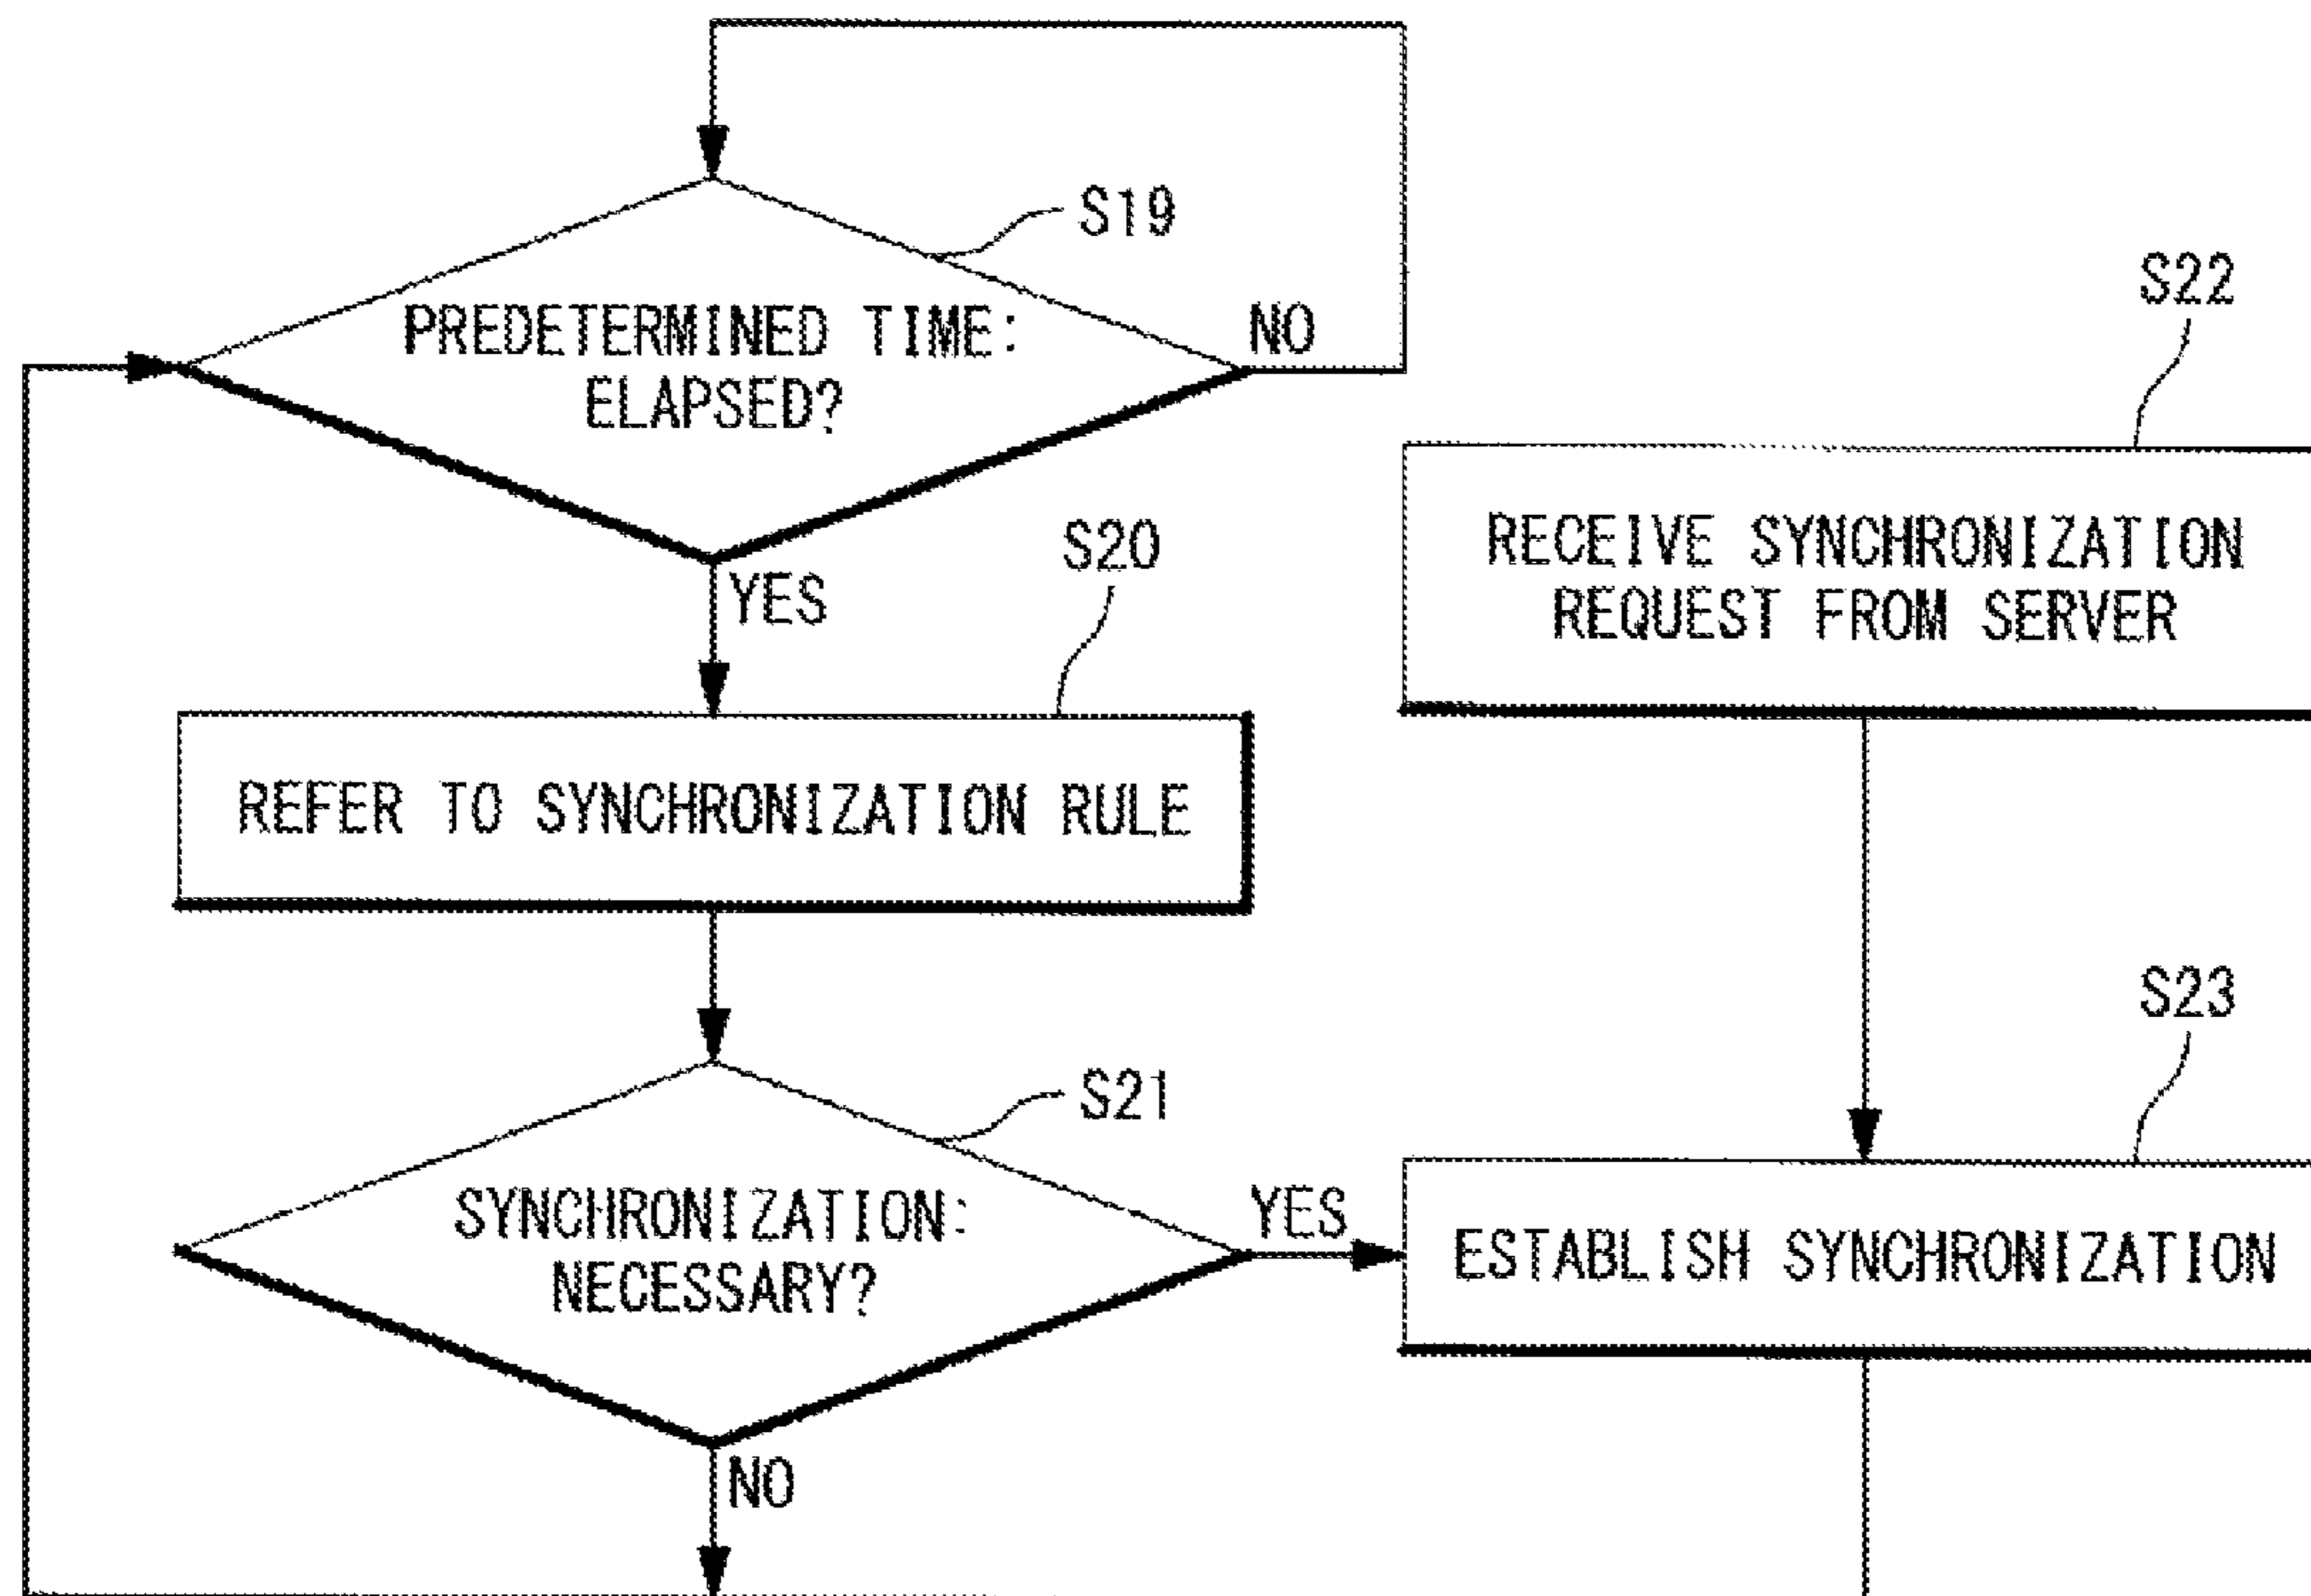 S19
PREDETERMINED TIME:
ELAPSED?
NO
YES
S20
REFER TO SYNCHRONIZATION RULE
S21
SYNCHRONIZATION:
NECESSARY?
YES
NO
S22
RECEIVE SYNCHRONIZATION
REQUEST FROM SERVER
S23
ESTABLISH SYNCHRONIZATION